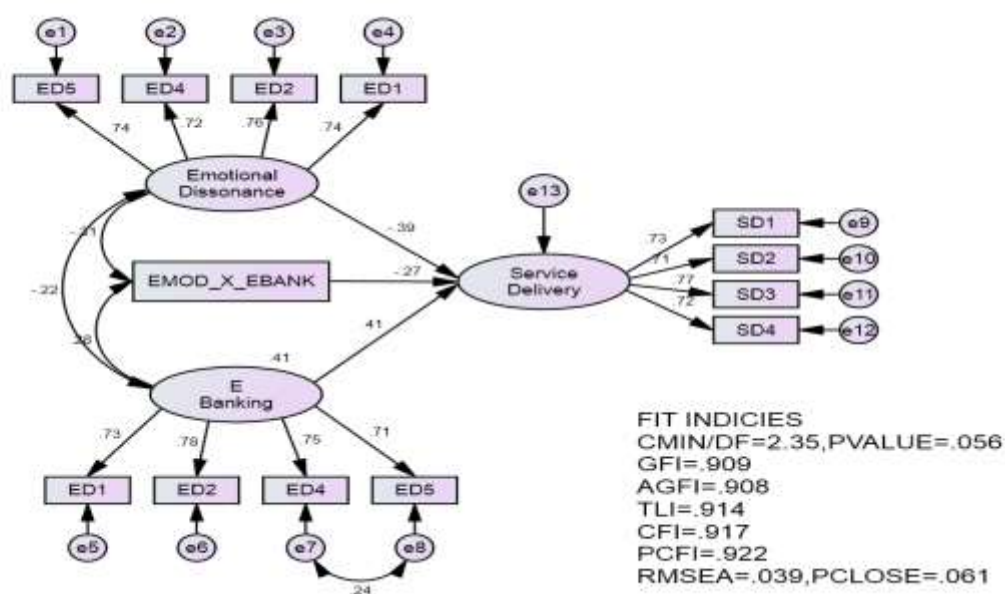 e1 e2 e3 e4
ED5 ED4 ED2 ED1
.74 .72 .76 .74
Emotional
Dissonance
e13
-.31 -.39
SD1 e9
.73
SD2 e10
.71
EMOD_X_EBANK -.27
Service
Delivery
-.22
.77
SD3 e11
.72
SD4 e12
.41
.41
E
Banking
.73 .78 .75 .71
ED1 ED2 ED4 ED5
e5 e6 e7 e8
.24
FIT INDICIES
CMIN/DF=2.35,PVALUE=.056
GFI=.909
AGFI=.908
TLI=.914
CFI=.917
PCFI=.922
RMSEA=.039,PCLOSE=.061